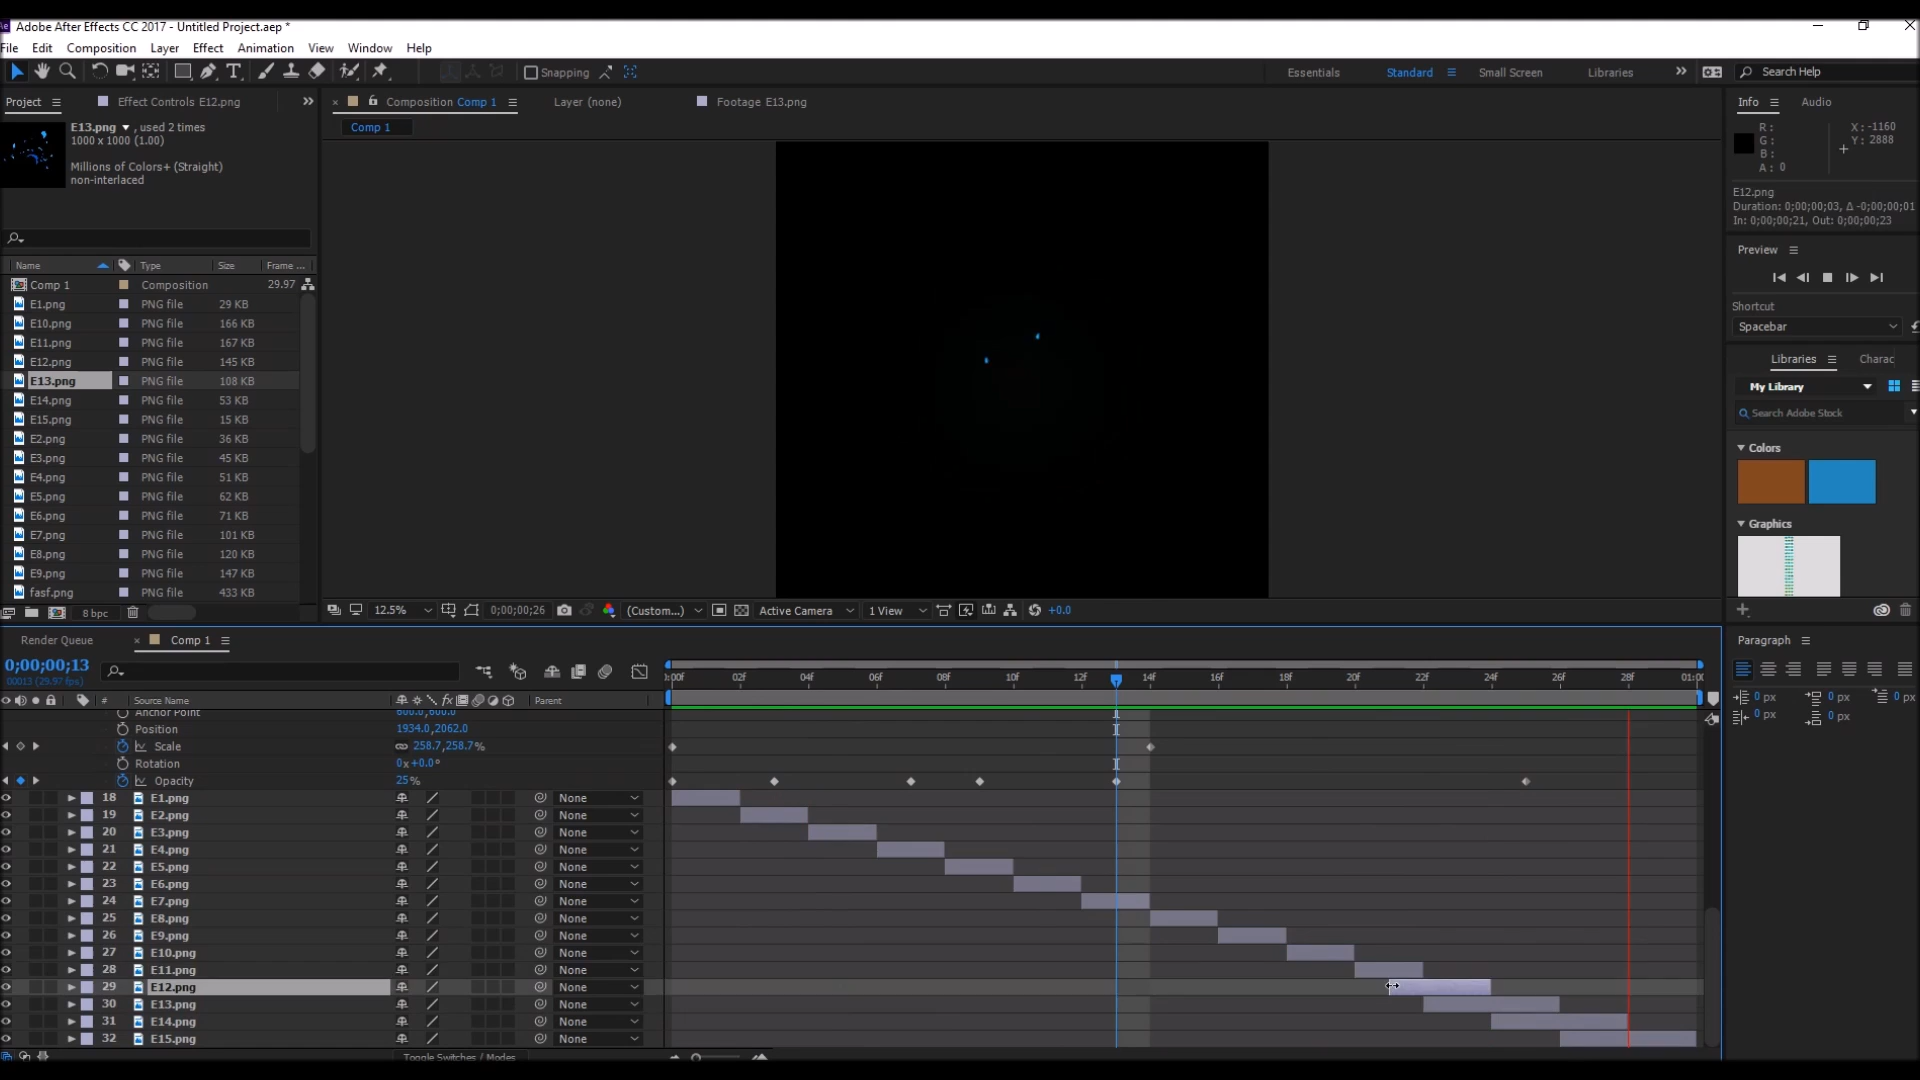 Adobe After Effects CC 2017 - Untitled Project.aep *
File Edit Composition Layer Effect Animation View Window Help
Snapping
Essentials Standard Small Screen Libraries Search Help
Project Effect Controls E12.png
Composition Comp 1 Layer (none) Footage E13.png
Info Audio
Comp 1
E13.png , used 2 times
1000 x 1000 (1.00)
Millions of Colors+ (Straight)
non-interlaced
R: X: -1160
G: Y: 2888
B:
A: 0
E12.png
Duration: 0;00;00;03, Δ -0;00;00;01
In: 0;00;00;21, Out: 0;00;00;23
Preview
Shortcut
Spacebar
Libraries Charac
My Library
Search Adobe Stock
Colors
Graphics
Name Type Size Frame ...
Comp 1 Composition 29.97
E1.png PNG file 29 KB
E10.png PNG file 166 KB
E11.png PNG file 167 KB
E12.png PNG file 145 KB
E13.png PNG file 108 KB
E14.png PNG file 53 KB
E15.png PNG file 15 KB
E2.png PNG file 36 KB
E3.png PNG file 45 KB
E4.png PNG file 51 KB
E5.png PNG file 62 KB
E6.png PNG file 71 KB
E7.png PNG file 101 KB
E8.png PNG file 120 KB
E9.png PNG file 147 KB
fasf.png PNG file 433 KB
8 bpc
12.5% 0;00;00;26 (Custom...) Active Camera 1 View +0.0
Render Queue Comp 1
Paragraph
0 px 0 px 0 px
0 px 0 px
0;00;00;13
00013 (29.97 fps)
:00f 02f 04f 06f 08f 10f 12f 14f 16f 18f 20f 22f 24f 26f 28f 01:00
# Source Name fx Parent
Anchor Point 600.0,600.0
Position 1934.0,2062.0
Scale 258.7,258.7%
Rotation 0x+0.0°
Opacity 25%
18 E1.png None
19 E2.png None
20 E3.png None
21 E4.png None
22 E5.png None
23 E6.png None
24 E7.png None
25 E8.png None
26 E9.png None
27 E10.png None
28 E11.png None
29 E12.png None
30 E13.png None
31 E14.png None
32 E15.png None
Toggle Switches / Modes